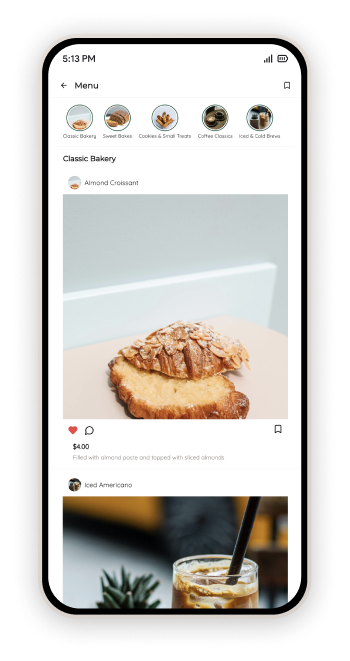 5:13 PM
Menu
Classic Bakery Sweet Bakes Cookies & Small Treats Coffee Classics Iced & Cold Brews
Classic Bakery
Almond Croissant
$4.00
Filled with almond paste and topped with sliced almonds
Iced Americano